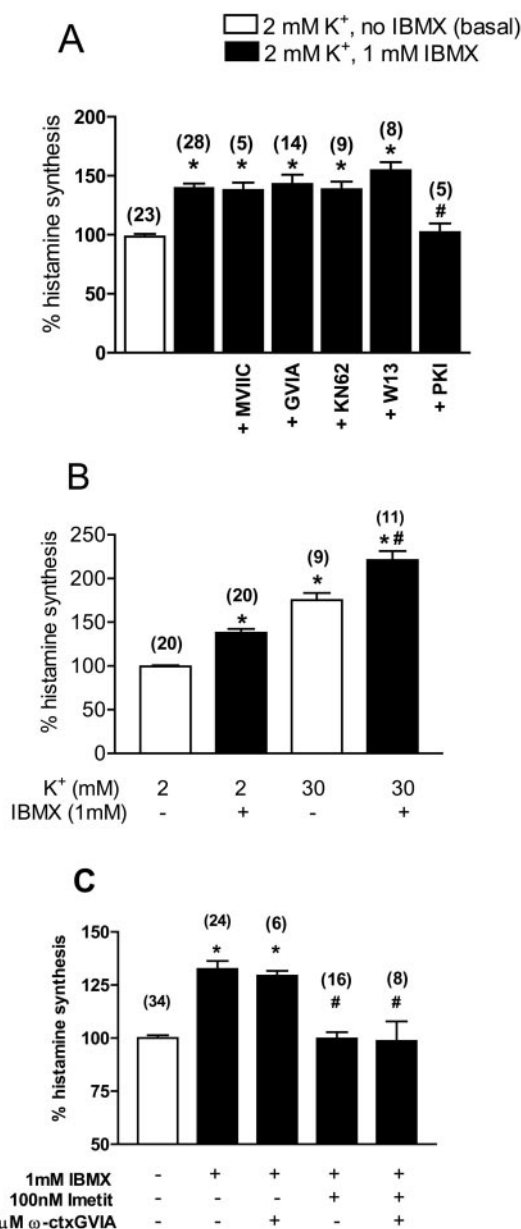 A
2 mM K⁺, no IBMX (basal)
2 mM K⁺, 1 mM IBMX
% histamine synthesis
200
150
100
50
0
(23)
(28)
*
(5)
*
(14)
*
(9)
*
(8)
*
(5)
#
+ MVIIC
+ GVIA
+ KN62
+ W13
+ PKI
B
% histamine synthesis
250
200
150
100
50
0
(20)
(20)
*
(9)
*
(11)
*#
K⁺ (mM) 2 2 30 30
IBMX (1mM) - + - +
C
% histamine synthesis
150
125
100
75
50
(34)
(24)
*
(6)
*
(16)
#
(8)
#
1mM IBMX - + + + +
100nM Imetit - - - + +
μM ω-ctxGVIA - - + - +